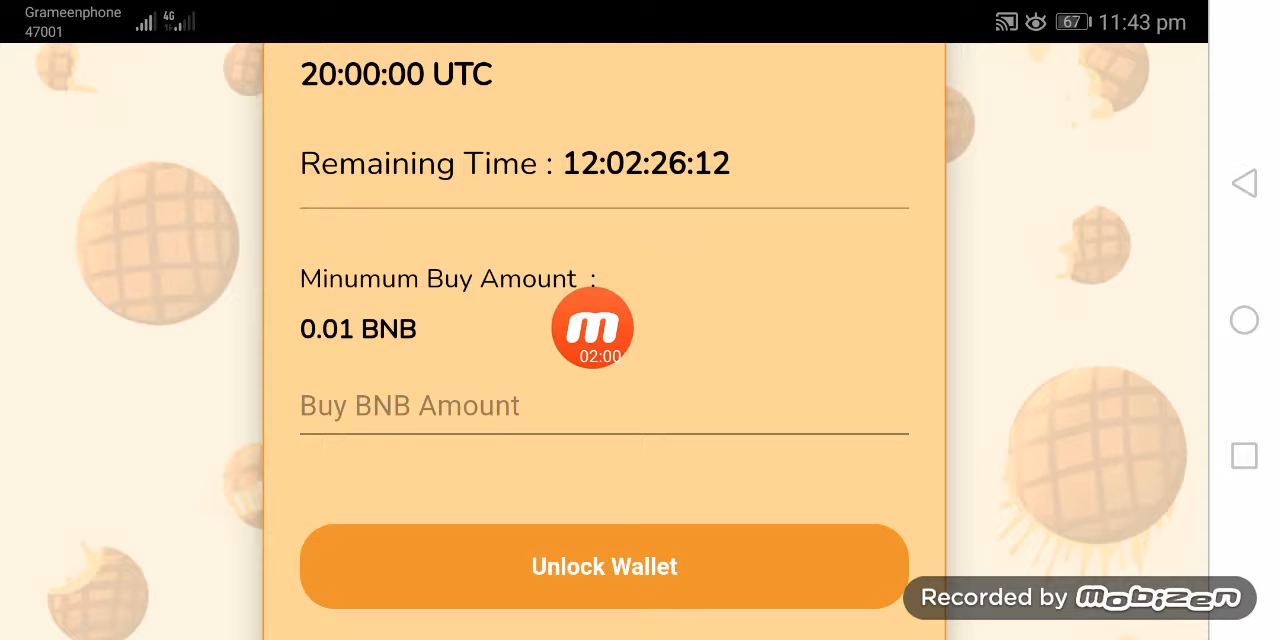 Grameenphone
47001
4G
67
11:43 pm
20:00:00 UTC
Remaining Time : 12:02:26:12
Minumum Buy Amount :
0.01 BNB
m
02:00
Buy BNB Amount
Unlock Wallet
Recorded by mobizen